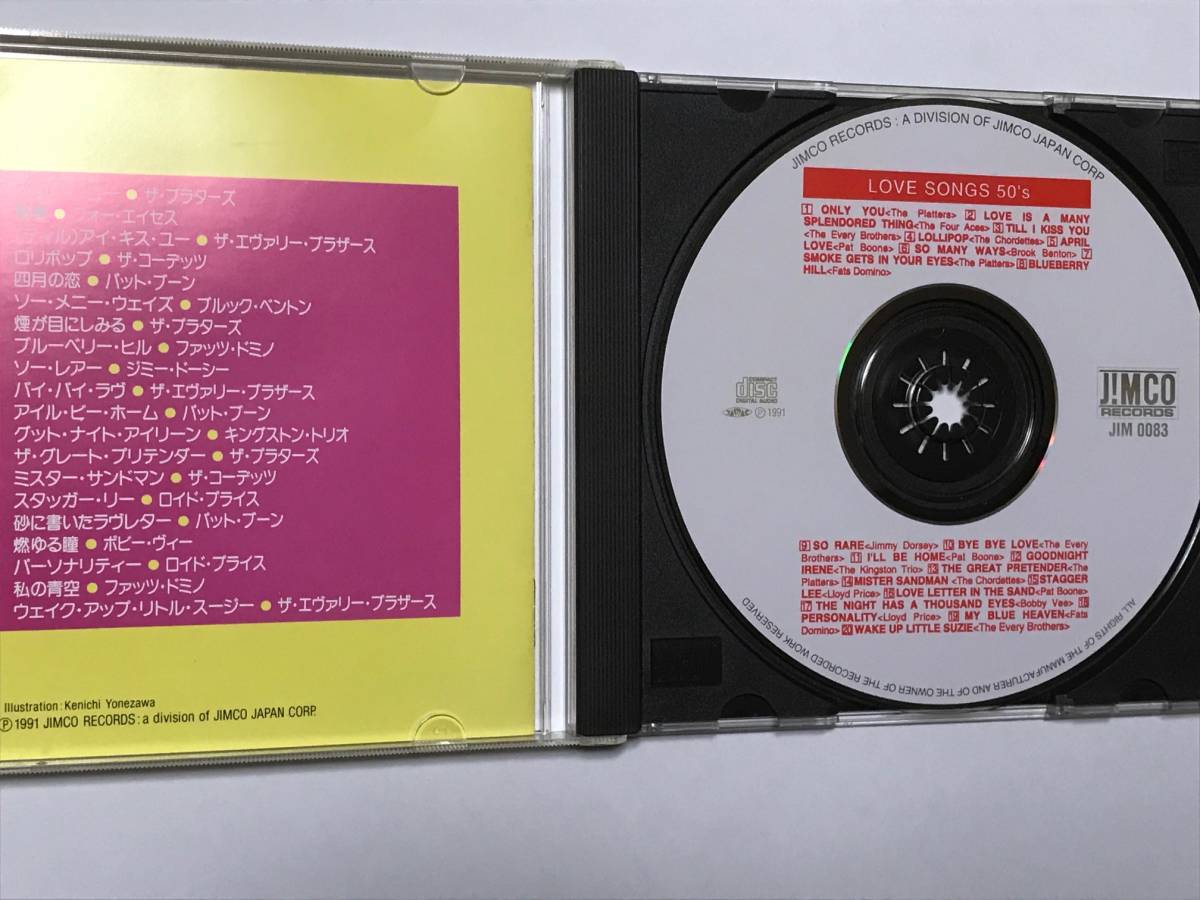 ザ・プラターズ
フォー・エイセス
アイ・キス・ユー ● ザ・エヴァリー・ブラザース
ロリポップ ● ザ・コーデッツ
四月の恋 ● パット・ブーン
ソー・メニー・ウェイズ ● ブルック・ベントン
煙が目にしみる ● ザ・プラターズ
ブルーベリー・ヒル ● ファッツ・ドミノ
ソー・レアー ● ジミー・ドーシー
バイ・バイ・ラヴ ● ザ・エヴァリー・ブラザース
アイル・ビー・ホーム ● パット・ブーン
グット・ナイト・アイリーン ● キングストン・トリオ
ザ・グレート・プリテンダー ● ザ・プラターズ
ミスター・サンドマン ● ザ・コーデッツ
スタッガー・リー ● ロイド・プライス
砂に書いたラヴレター ● パット・ブーン
燃ゆる瞳 ● ボビー・ヴィー
パーソナリティー ● ロイド・プライス
私の青空 ● ファッツ・ドミノ
ウェイク・アップ・リトル・スージー ● ザ・エヴァリー・ブラザース
Illustration : Kenichi Yonezawa
Ⓟ1991 JIMCO RECORDS : a division of JIMCO JAPAN CORP.
JIMCO RECORDS : A DIVISION OF JIMCO JAPAN CORP
LOVE SONGS 50's
1 ONLY YOU<The Platters> 2 LOVE IS A MANY
SPLENDORED THING<The Four Aces> 3 TILL I KISS YOU
<The Every Brothers> 4 LOLLIPOP<The Chordettes> 5 APRIL
LOVE<Pat Boone> 6 SO MANY WAYS<Brook Benton> 7
SMOKE GETS IN YOUR EYES<The Platters> 8 BLUEBERRY
HILL<Fats Domino>
COMPACT
disc
DIGITAL AUDIO
Ⓟ1991
J!MCO
RECORDS
JIM 0083
9 SO RARE<Jimmy Dorsey> 10 BYE BYE LOVE<The Every
Brothers> 11 I'LL BE HOME<Pat Boone> 12 GOODNIGHT
IRENE<The Kingston Trio> 13 THE GREAT PRETENDER<The
Platters> 14 MISTER SANDMAN <The Chordettes> 15 STAGGER
LEE<Lloyd Price> 16 LOVE LETTER IN THE SAND<Pat Boone>
17 THE NIGHT HAS A THOUSAND EYES<Bobby Vee> 18
PERSONALITY<Lloyd Price> 19 MY BLUE HEAVEN<Fats
Domino> 20 WAKE UP LITTLE SUZIE<The Every Brothers>
ALL RIGHTS OF THE MANUFACTURER AND OF THE OWNER OF THE RECORDED WORK RESERVED